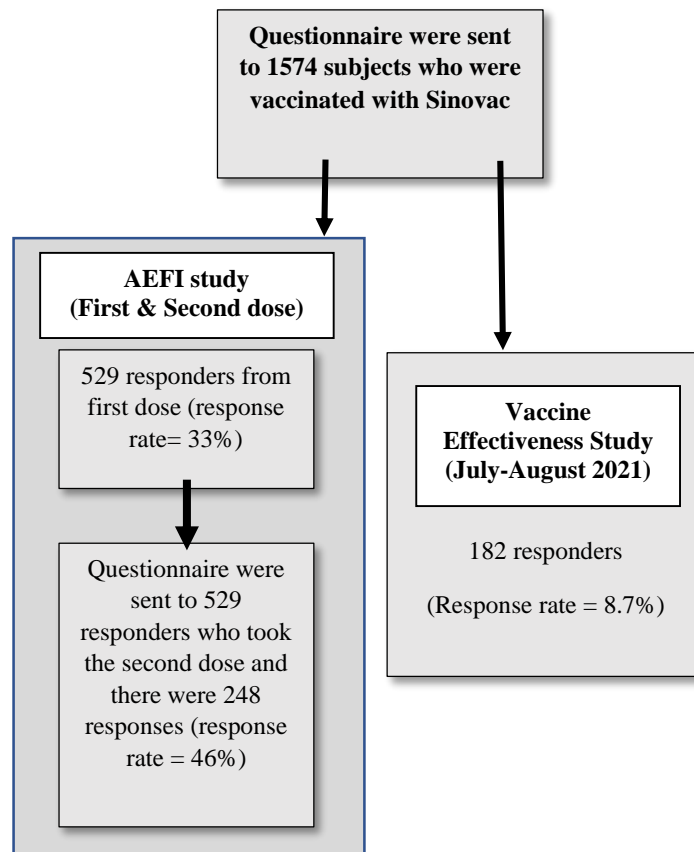 Questionnaire were sent
to 1574 subjects who were
vaccinated with Sinovac
AEFI study
(First & Second dose)
529 responders from
first dose (response
rate= 33%)
Questionnaire were
sent to 529
responders who took
the second dose and
there were 248
responses (response
rate = 46%)
Vaccine
Effectiveness Study
(July-August 2021)
182 responders
(Response rate = 8.7%)